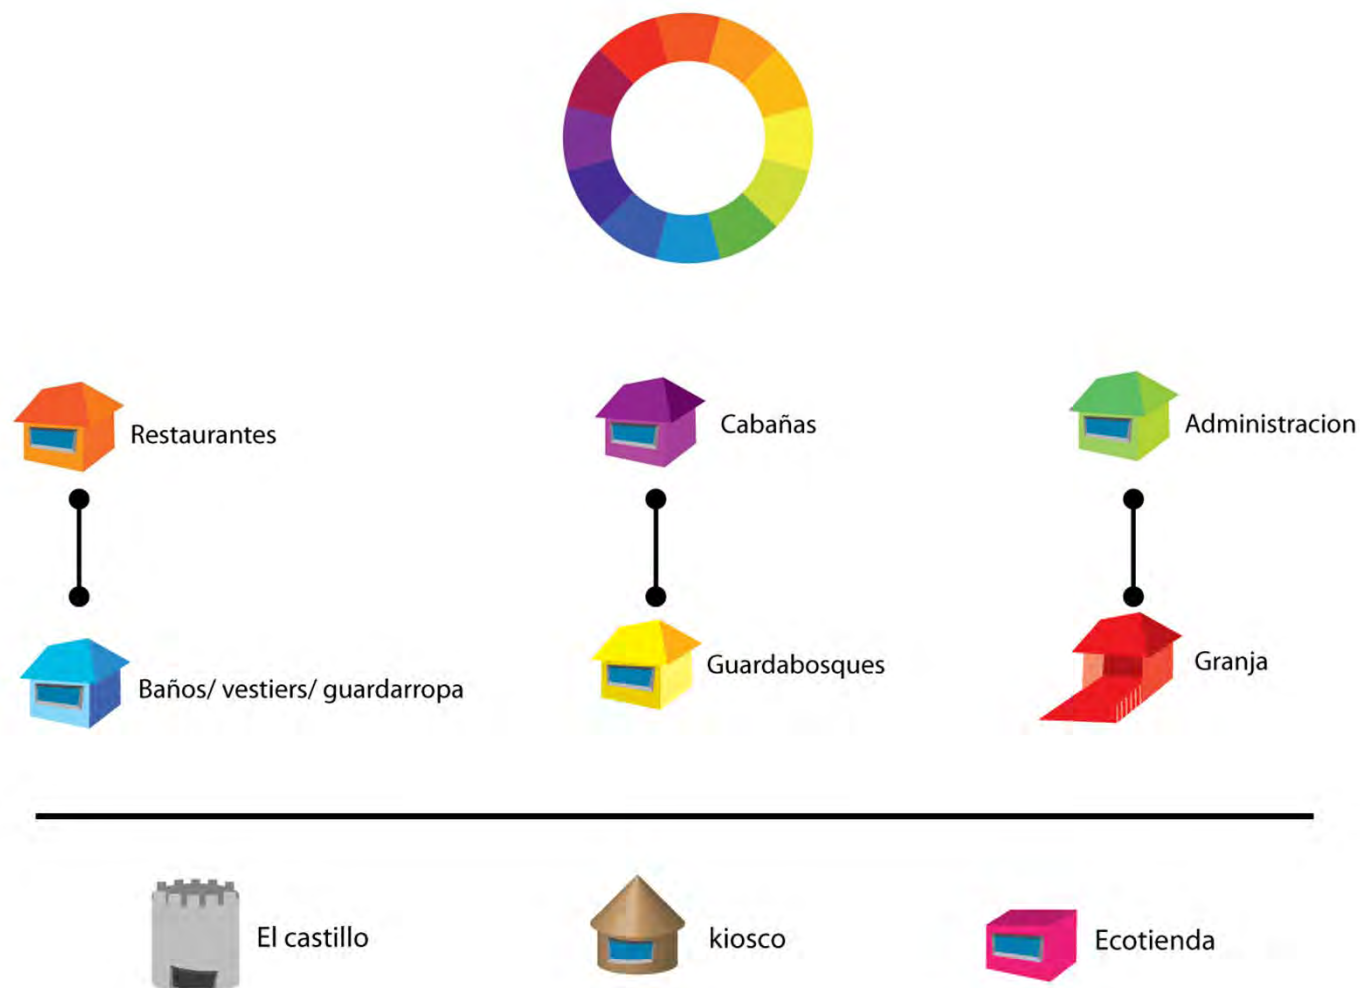 Restaurantes
Cabañas
Administracion
Baños/ vestiers/ guardarropa
Guardabosques
Granja
El castillo
kiosco
Ecotienda